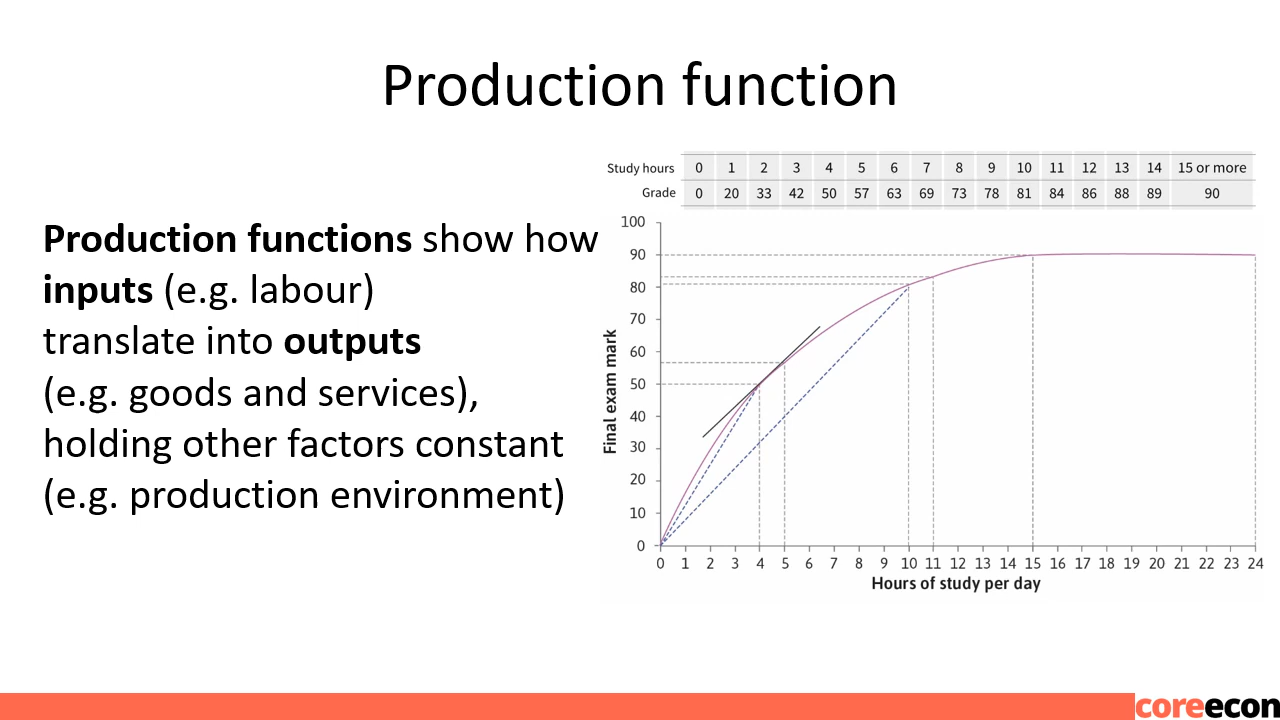 Production function
Production functions show how
inputs (e.g. labour)
translate into outputs
(e.g. goods and services),
holding other factors constant
(e.g. production environment)
Study hours 0 1 2 3 4 5 6 7 8 9 10 11 12 13 14 15 or more
Grade 0 20 33 42 50 57 63 69 73 78 81 84 86 88 89 90
100
90
80
70
60
50
40
30
20
10
0
Final exam mark
0 1 2 3 4 5 6 7 8 9 10 11 12 13 14 15 16 17 18 19 20 21 22 23 24
Hours of study per day
coreecon